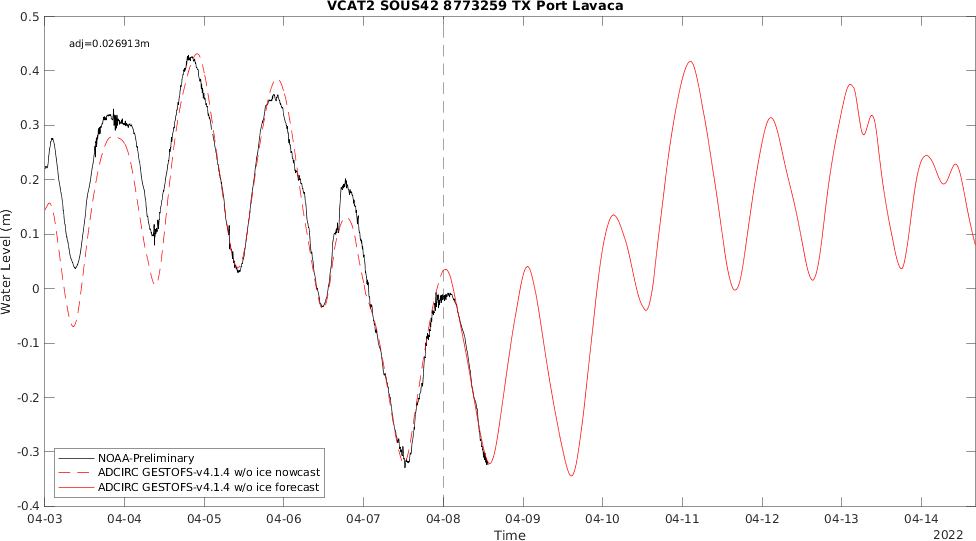 VCAT2 SOUS42 8773259 TX Port Lavaca
adj=0.026913m
0.5
0.4
0.3
0.2
0.1
0
-0.1
-0.2
-0.3
-0.4
Water Level (m)
NOAA-Preliminary
ADCIRC GESTOFS-v4.1.4 w/o ice nowcast
ADCIRC GESTOFS-v4.1.4 w/o ice forecast
04-03 04-04 04-05 04-06 04-07 04-08 04-09 04-10 04-11 04-12 04-13 04-14
Time
2022